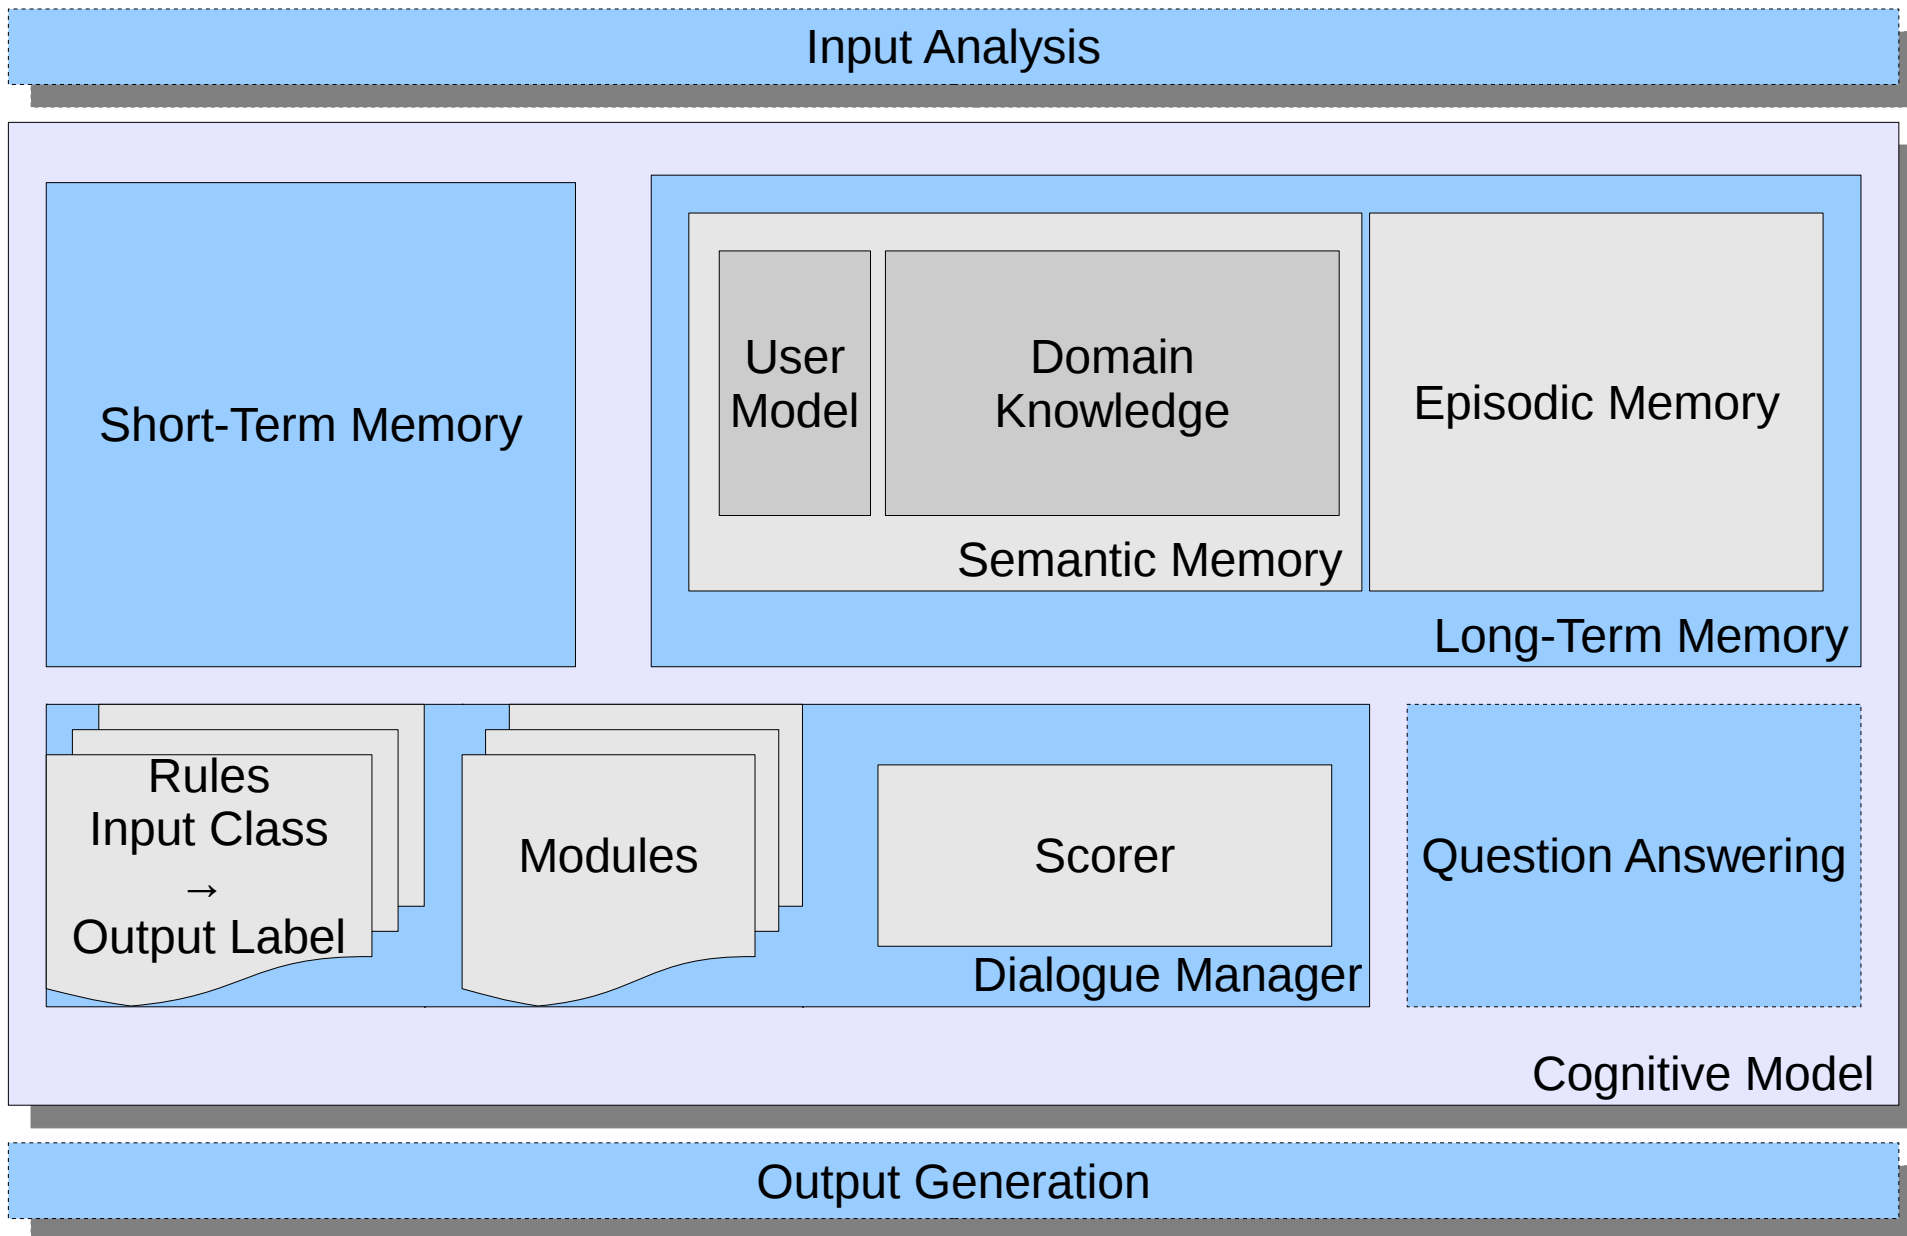 Input Analysis
Short-Term Memory
User
Model
Domain
Knowledge
Semantic Memory
Episodic Memory
Long-Term Memory
Rules
Input Class
→
Output Label
Modules
Scorer
Dialogue Manager
Question Answering
Cognitive Model
Output Generation